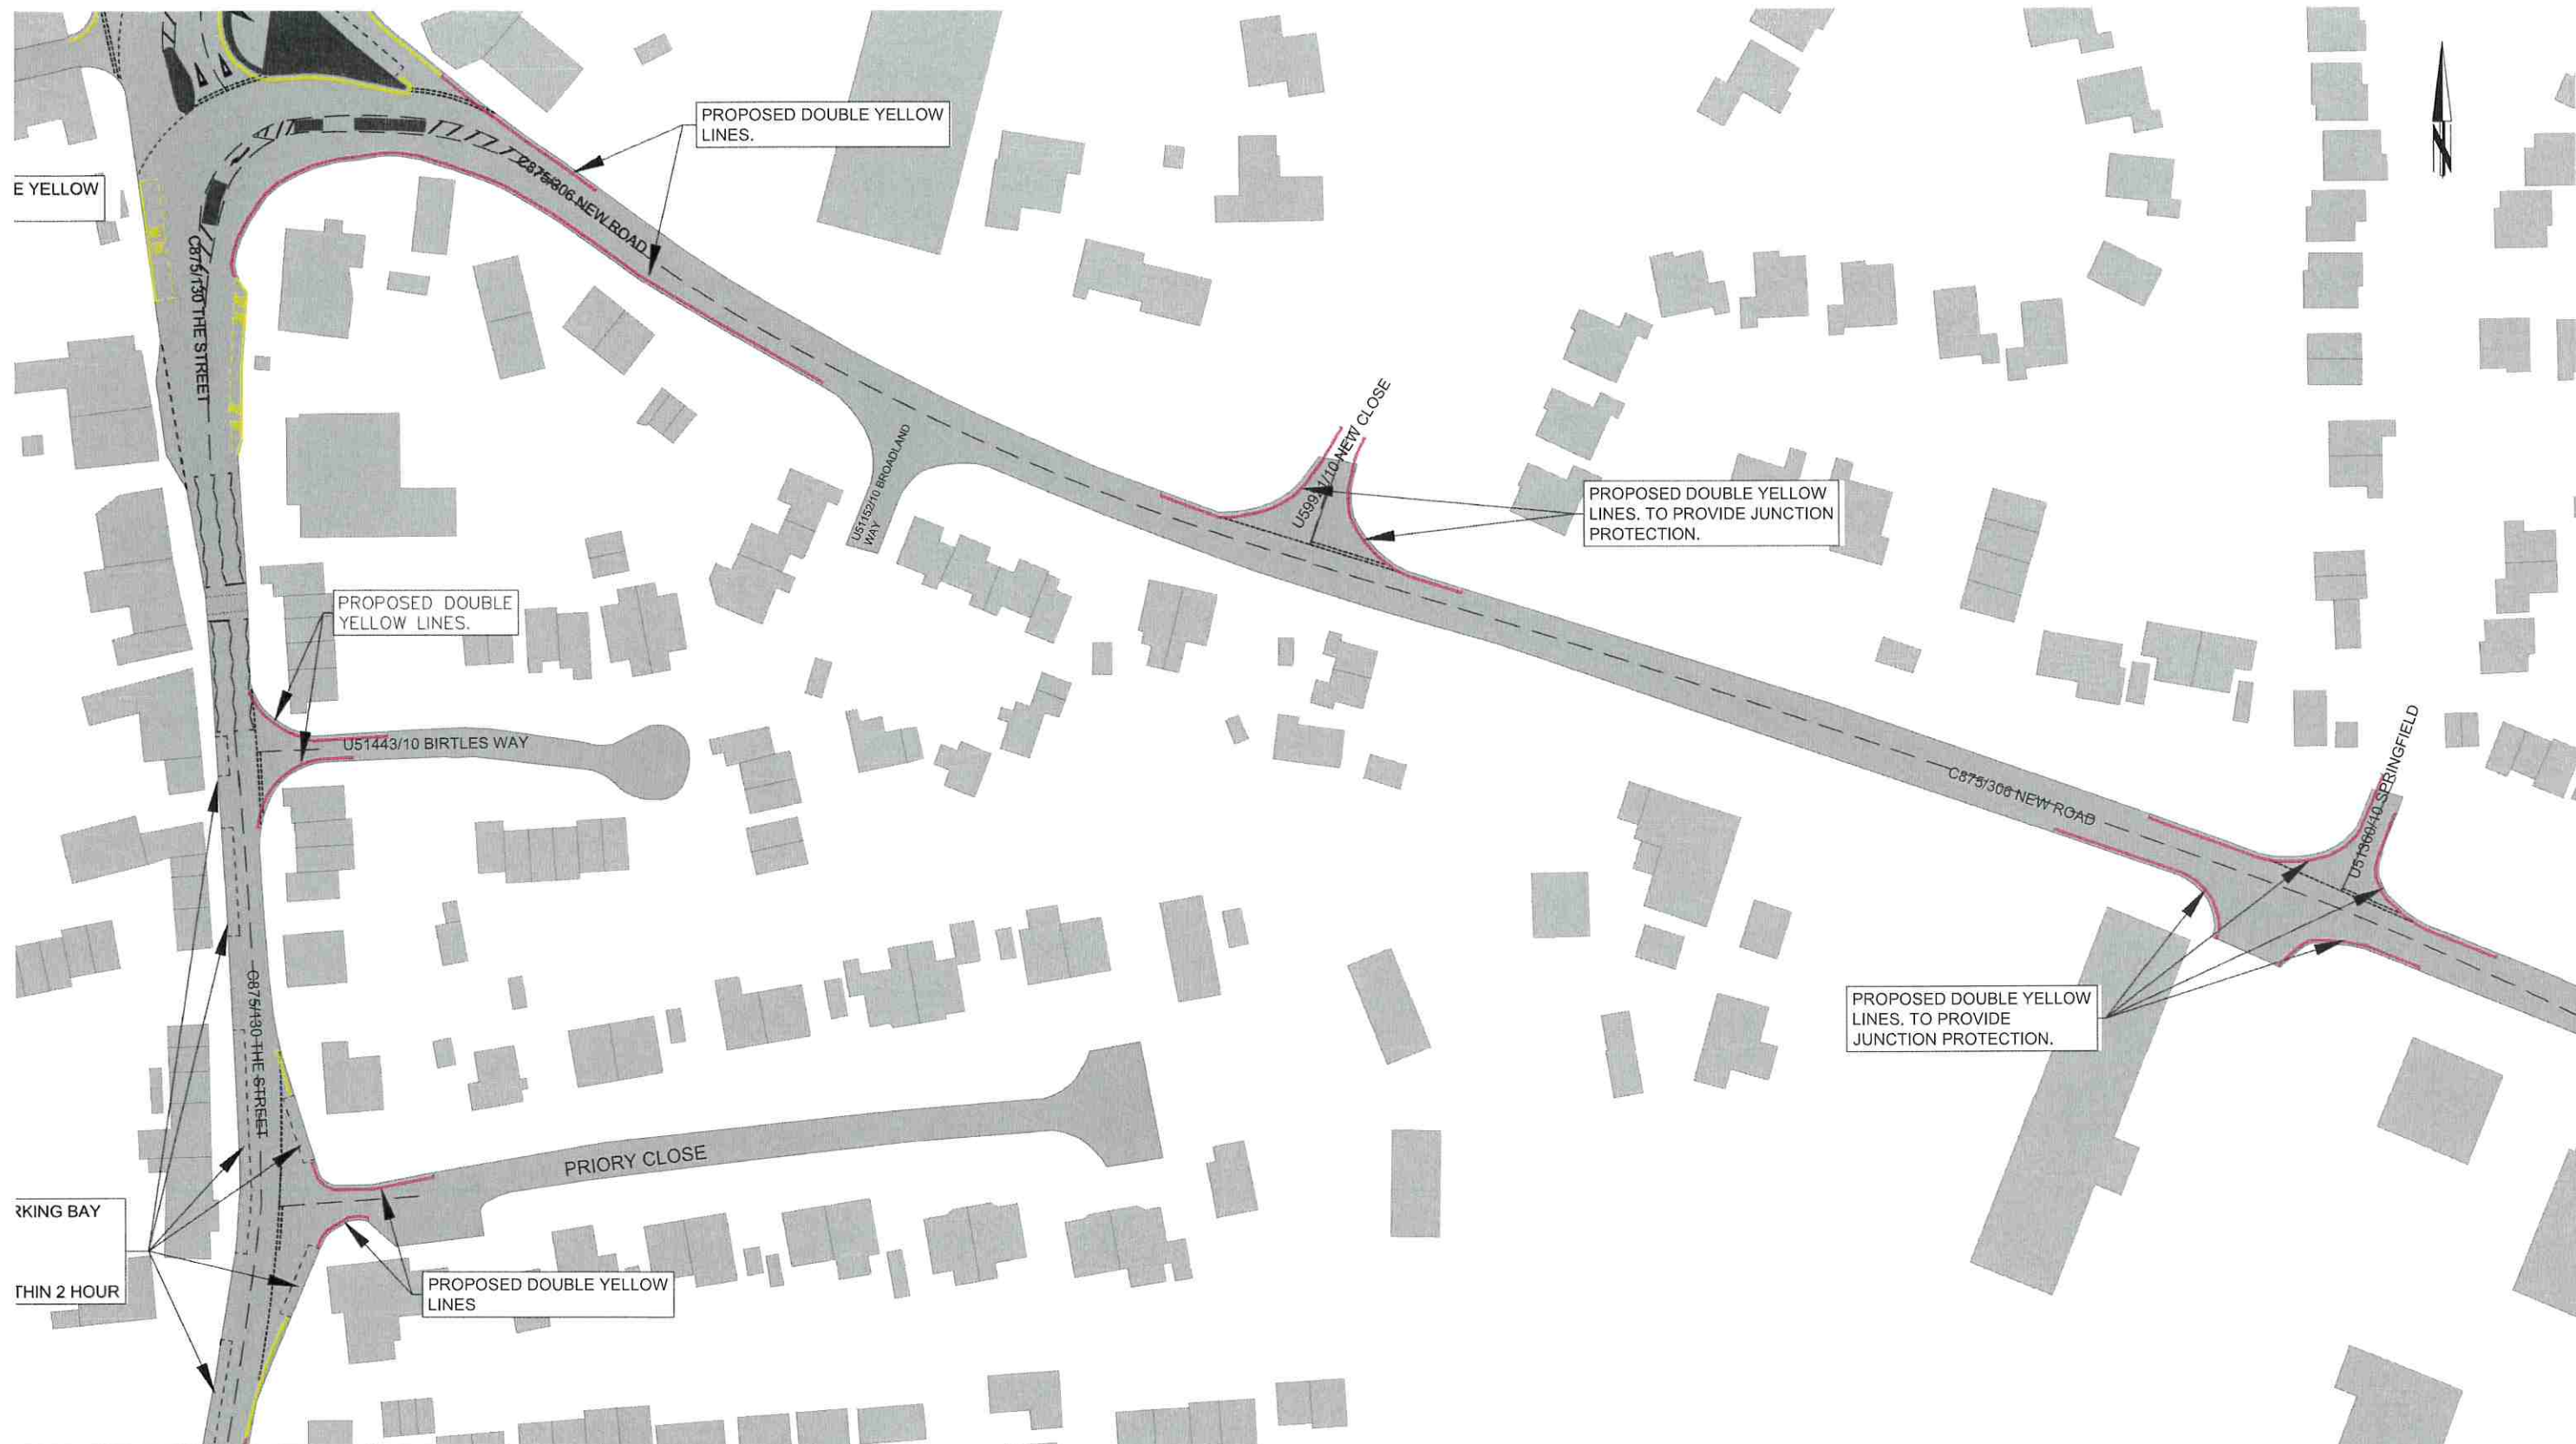 PROPOSED DOUBLE YELLOW
LINES.
E YELLOW
C875/306 NEW ROAD
C875/130 THE STREET
U51152/10 BROADLAND
WAY
NEW CLOSE
PROPOSED DOUBLE YELLOW
LINES. TO PROVIDE JUNCTION
PROTECTION.
PROPOSED DOUBLE
YELLOW LINES.
U51443/10 BIRTLES WAY
C875/306 NEW ROAD
U51360/10 SPRINGFIELD
C875/130 THE STREET
PROPOSED DOUBLE YELLOW
LINES. TO PROVIDE
JUNCTION PROTECTION.
PRIORY CLOSE
RKING BAY
THIN 2 HOUR
PROPOSED DOUBLE YELLOW
LINES
N